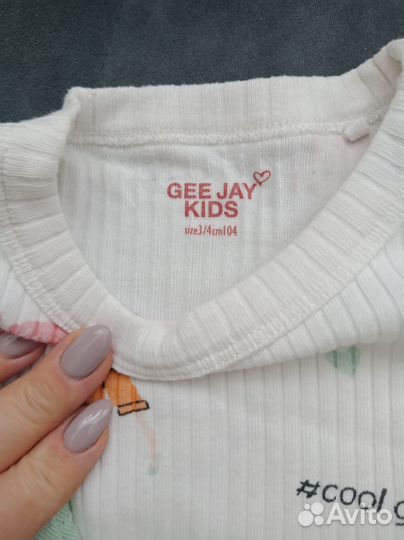 GEE JAY
KIDS
size3/4cm104
#cool g
Avito